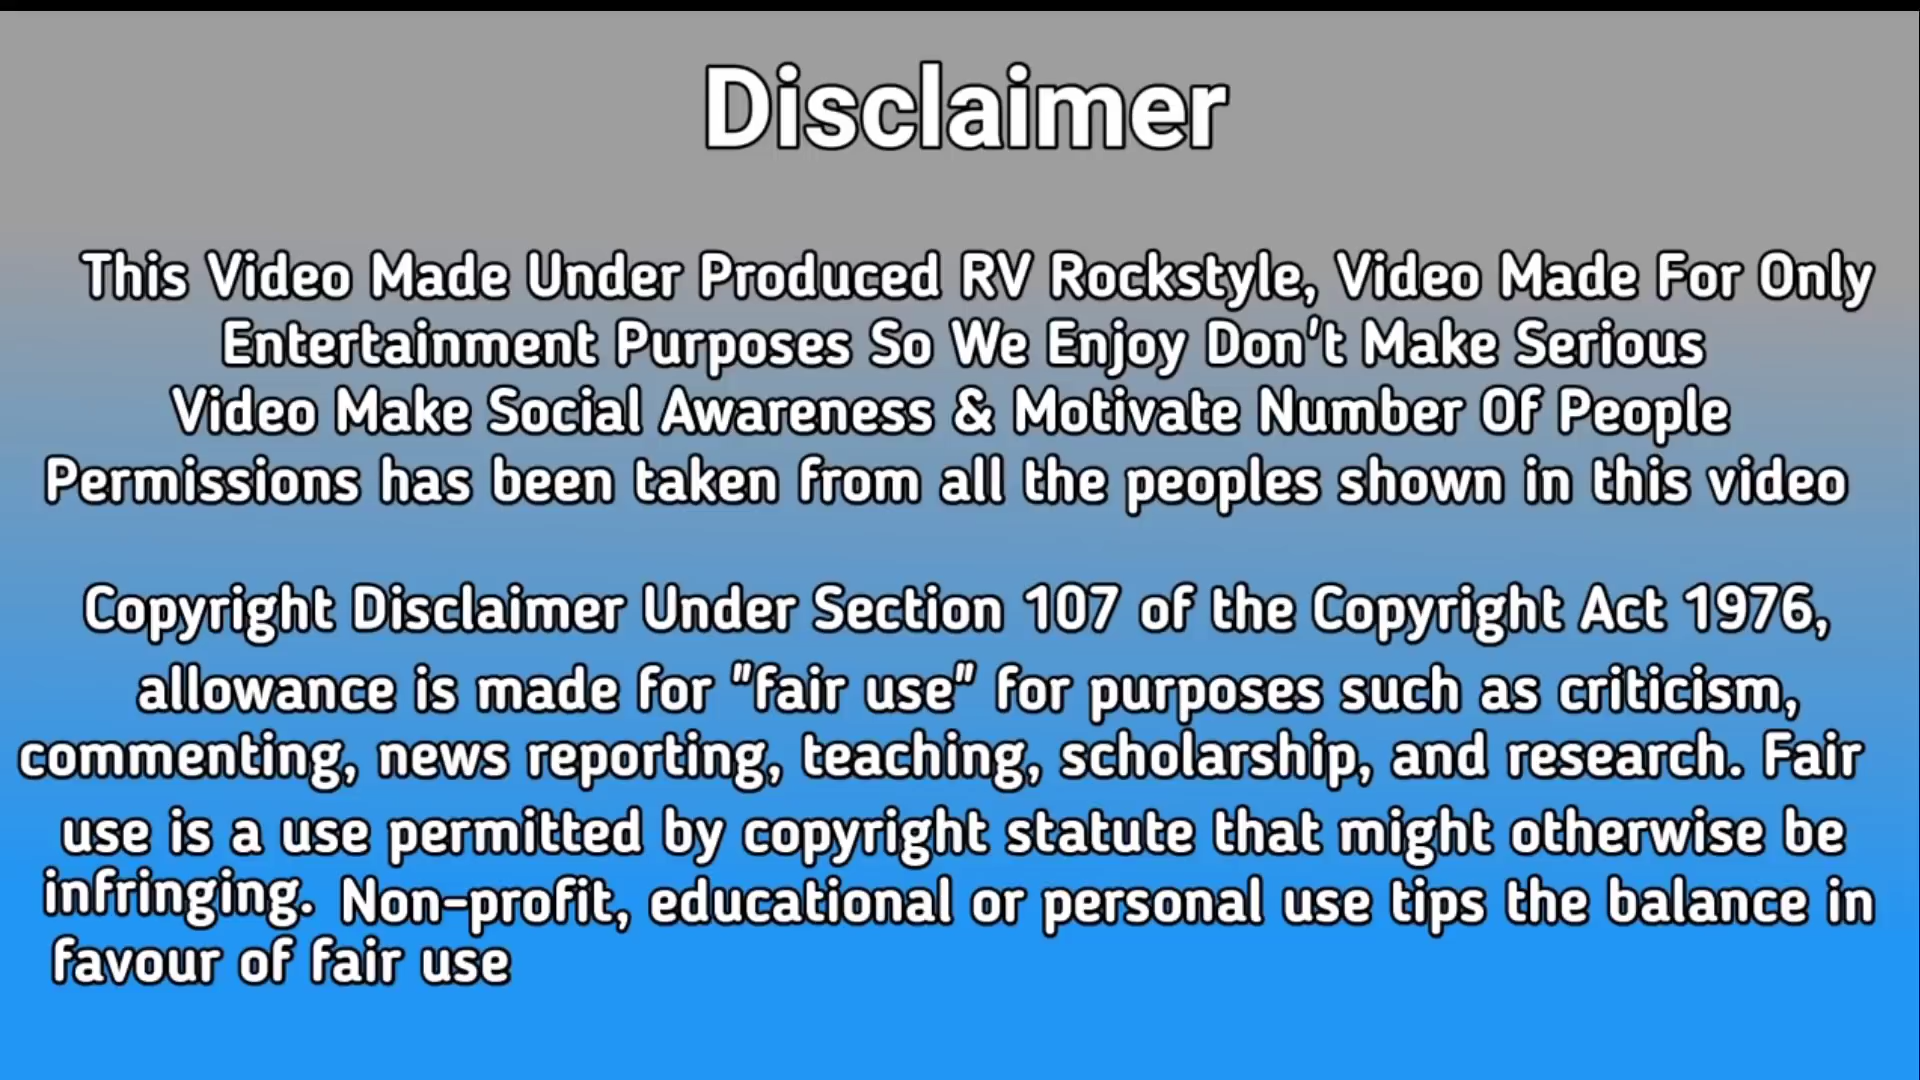 Disclaimer
This Video Made Under Produced RV Rockstyle, Video Made For Only
Entertainment Purposes So We Enjoy Don't Make Serious
Video Make Social Awareness & Motivate Number Of People
Permissions has been taken from all the peoples shown in this video
Copyright Disclaimer Under Section 107 of the Copyright Act 1976,
allowance is made for "fair use" for purposes such as criticism,
commenting, news reporting, teaching, scholarship, and research. Fair
use is a use permitted by copyright statute that might otherwise be
infringing. Non-profit, educational or personal use tips the balance in
favour of fair use